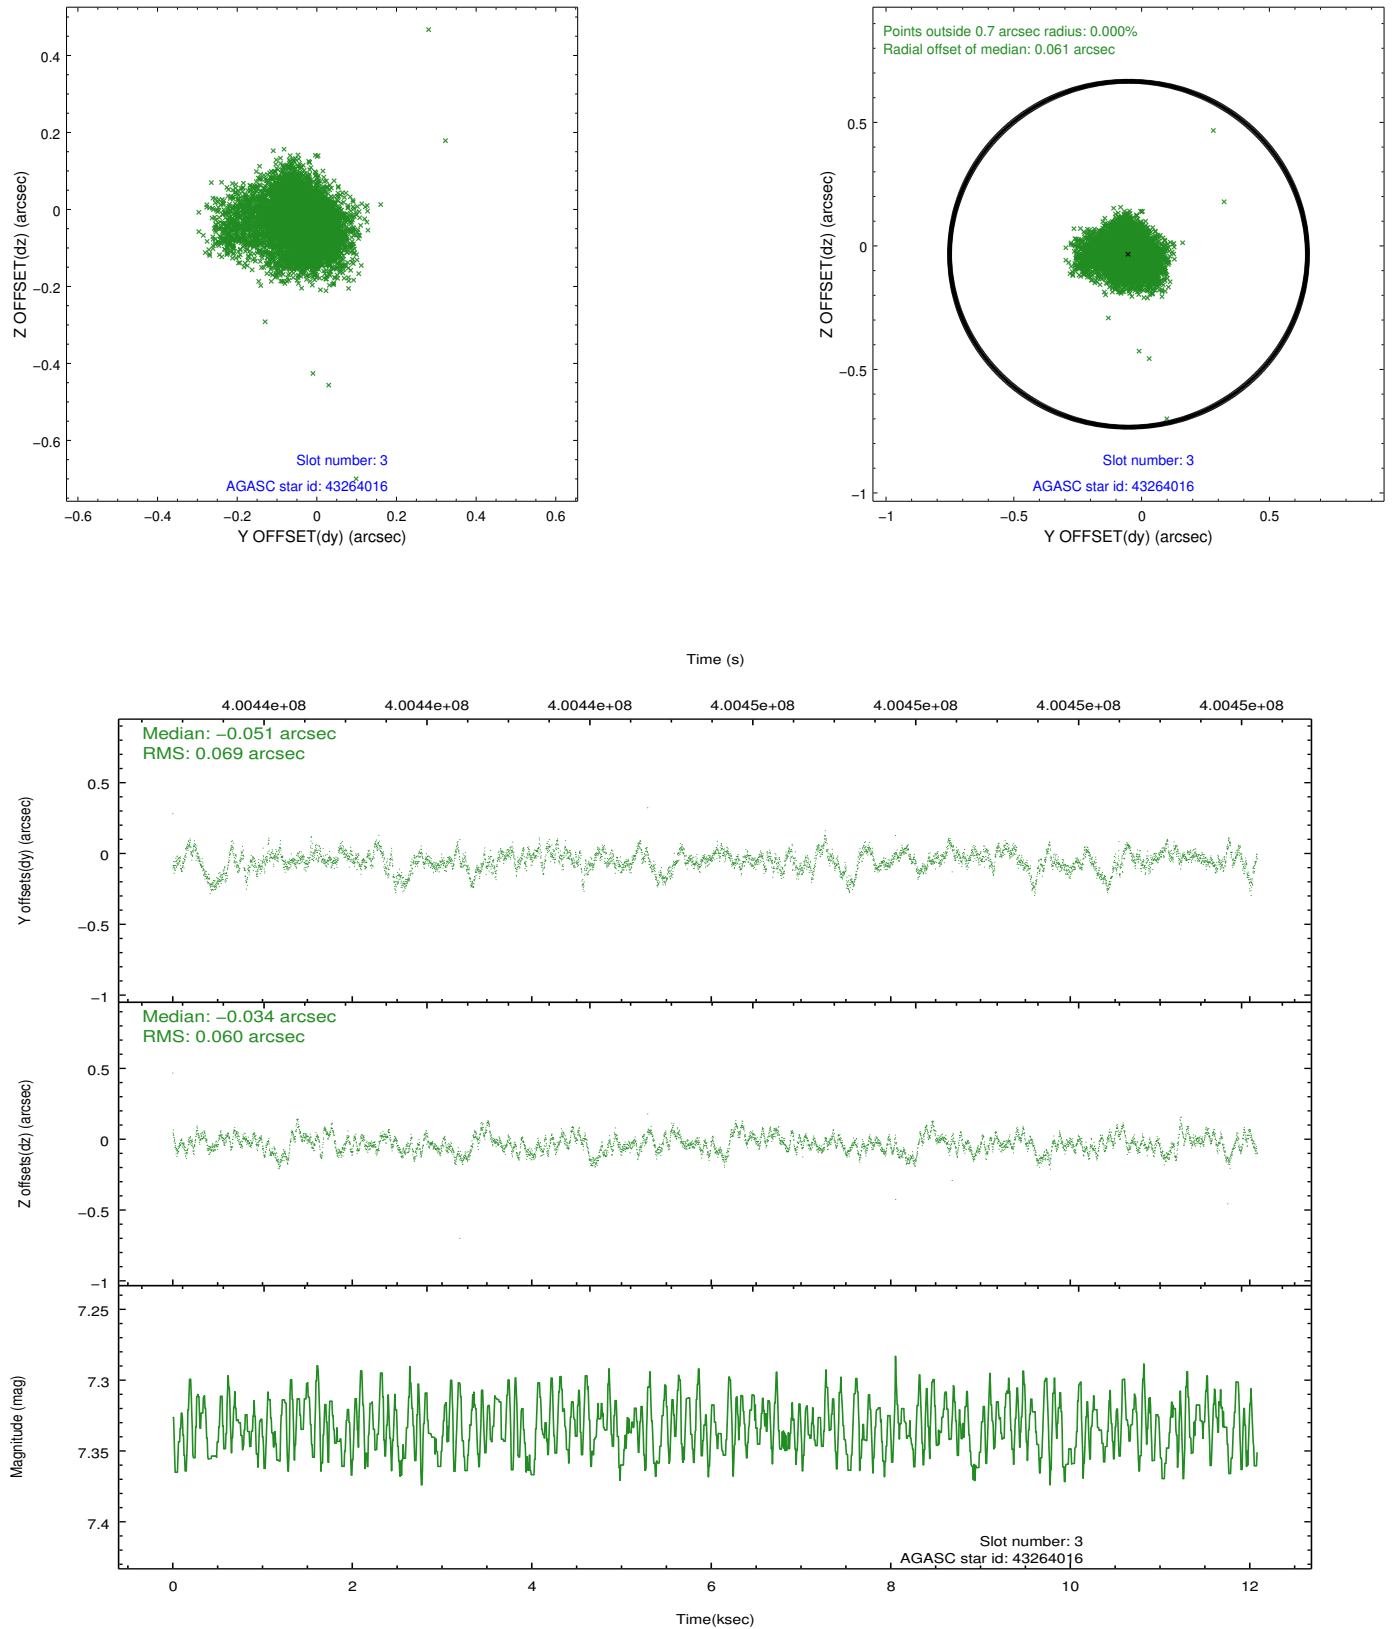 0.4
0.2
0
−0.2
−0.4
−0.6
Z OFFSET(dz) (arcsec)
Slot number: 3
AGASC star id: 43264016
−0.6
−0.4
−0.2
0
0.2
0.4
0.6
Y OFFSET(dy) (arcsec)
Points outside 0.7 arcsec radius: 0.000%
Radial offset of median: 0.061 arcsec
0.5
0
−0.5
−1
Z OFFSET(dz) (arcsec)
Slot number: 3
AGASC star id: 43264016
−1
−0.5
0
0.5
Y OFFSET(dy) (arcsec)
Time (s)
4.0044e+08
4.0044e+08
4.0044e+08
4.0045e+08
4.0045e+08
4.0045e+08
4.0045e+08
Median: −0.051 arcsec
RMS: 0.069 arcsec
0.5
0
−0.5
−1
Y offsets(dy) (arcsec)
Median: −0.034 arcsec
RMS: 0.060 arcsec
0.5
0
−0.5
−1
Z offsets(dz) (arcsec)
7.25
7.3
7.35
7.4
Magnitude (mag)
Slot number: 3
AGASC star id: 43264016
0
2
4
6
8
10
12
Time(ksec)